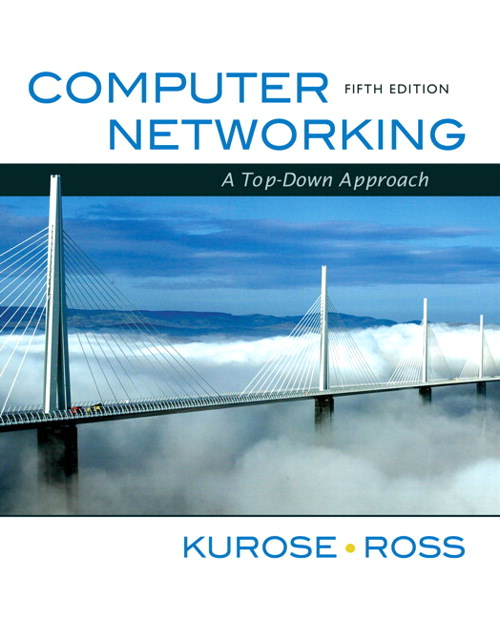 COMPUTER FIFTH EDITION
NETWORKING
A Top-Down Approach
KUROSE • ROSS